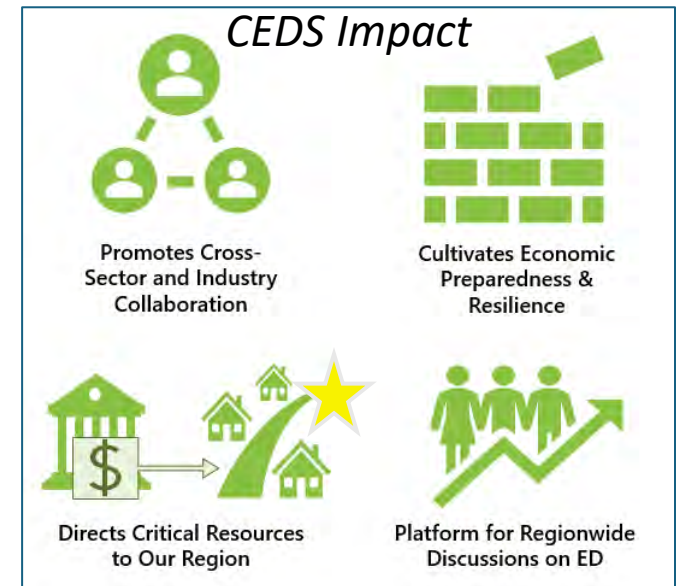 CEDS Impact
Promotes Cross-
Sector and Industry
Collaboration
Cultivates Economic
Preparedness &
Resilience
$
Directs Critical Resources
to Our Region
Platform for Regionwide
Discussions on ED